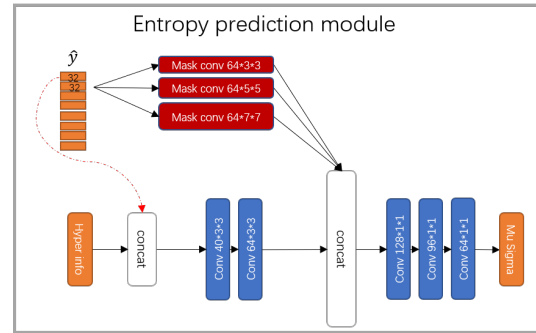 Entropy prediction module
ŷ
32
32
Mask conv 64*3*3
Mask conv 64*5*5
Mask conv 64*7*7
Hyper info
concat
Conv 40*3*3
Conv 64*3*3
concat
Conv 128*1*1
Conv 96*1*1
Conv 64*1*1
Mu Sigma